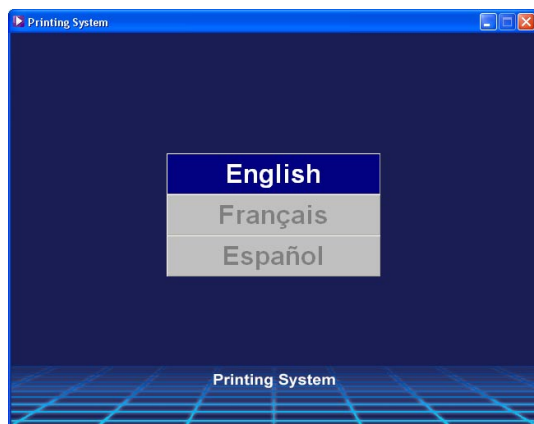 Printing System
English
Français
Español
Printing System